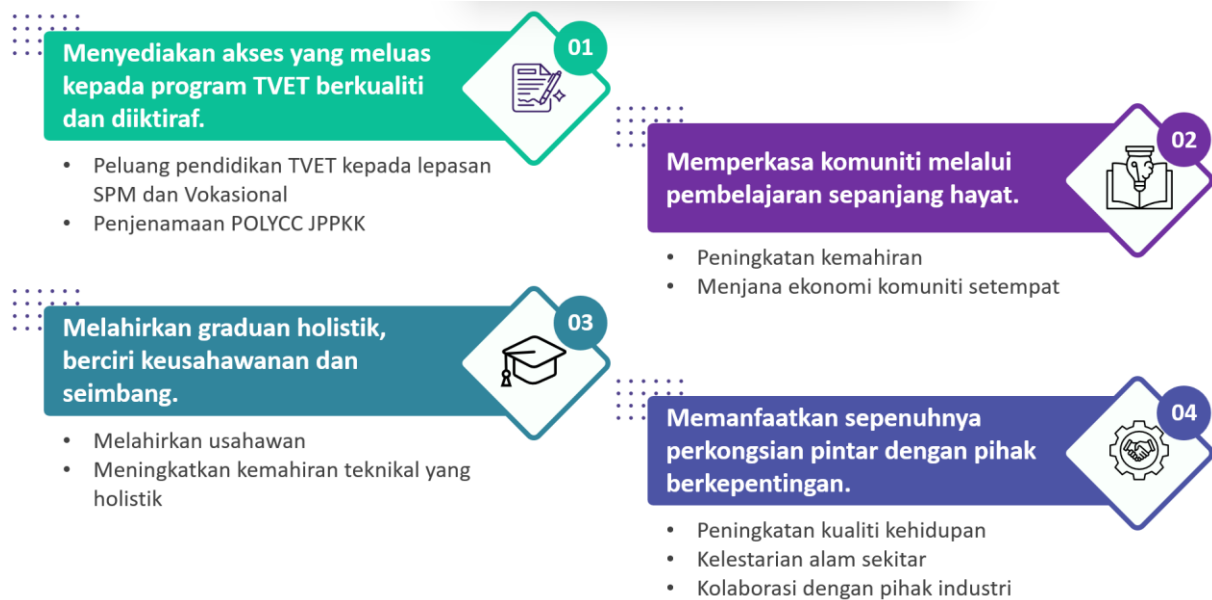 01
Menyediakan akses yang meluas
kepada program TVET berkualiti
dan diiktiraf.
• Peluang pendidikan TVET kepada lepasan
SPM dan Vokasional
• Penjenamaan POLYCC JPPKK
02
Memperkasa komuniti melalui
pembelajaran sepanjang hayat.
• Peningkatan kemahiran
• Menjana ekonomi komuniti setempat
03
Melahirkan graduan holistik,
berciri keusahawanan dan
seimbang.
• Melahirkan usahawan
• Meningkatkan kemahiran teknikal yang
holistik
04
Memanfaatkan sepenuhnya
perkongsian pintar dengan pihak
berkepentingan.
• Peningkatan kualiti kehidupan
• Kelestarian alam sekitar
• Kolaborasi dengan pihak industri